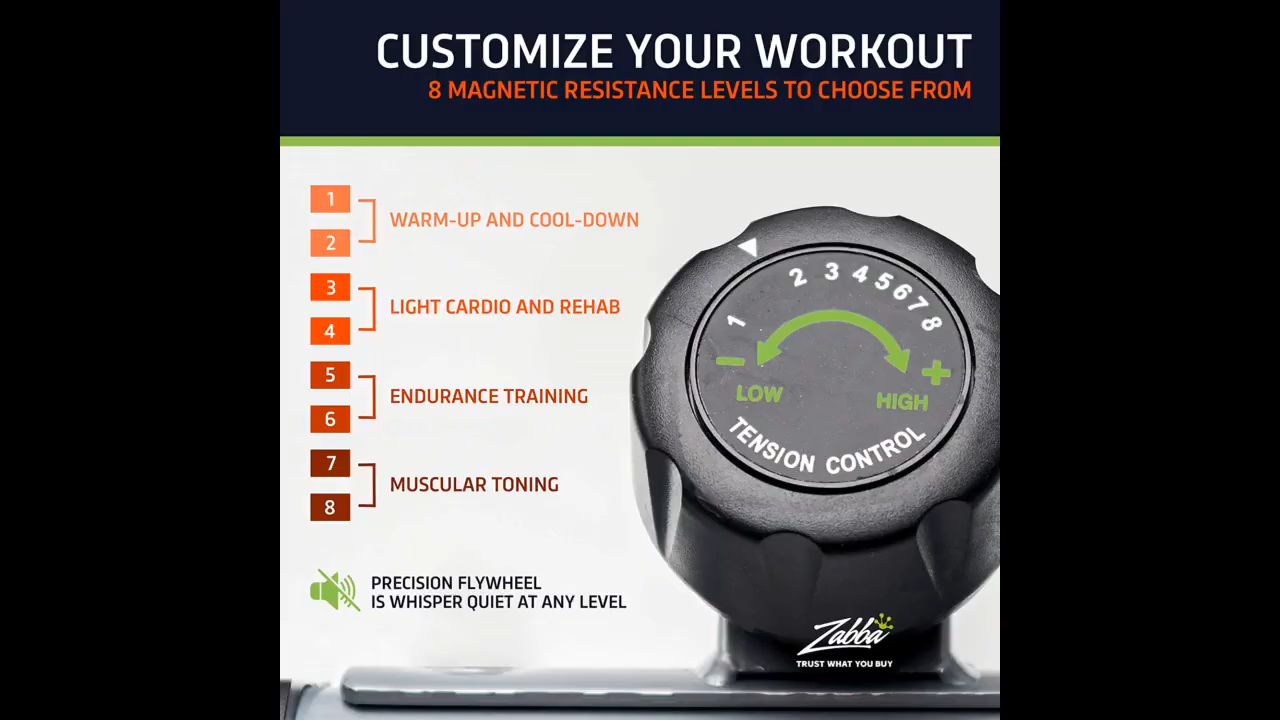 CUSTOMIZE YOUR WORKOUT
8 MAGNETIC RESISTANCE LEVELS TO CHOOSE FROM
1
2
WARM-UP AND COOL-DOWN
3
4
LIGHT CARDIO AND REHAB
5
6
ENDURANCE TRAINING
7
8
MUSCULAR TONING
PRECISION FLYWHEEL
IS WHISPER QUIET AT ANY LEVEL
1 2 3 4 5 6 7 8
– +
LOW HIGH
TENSION CONTROL
Zabba
TRUST WHAT YOU BUY